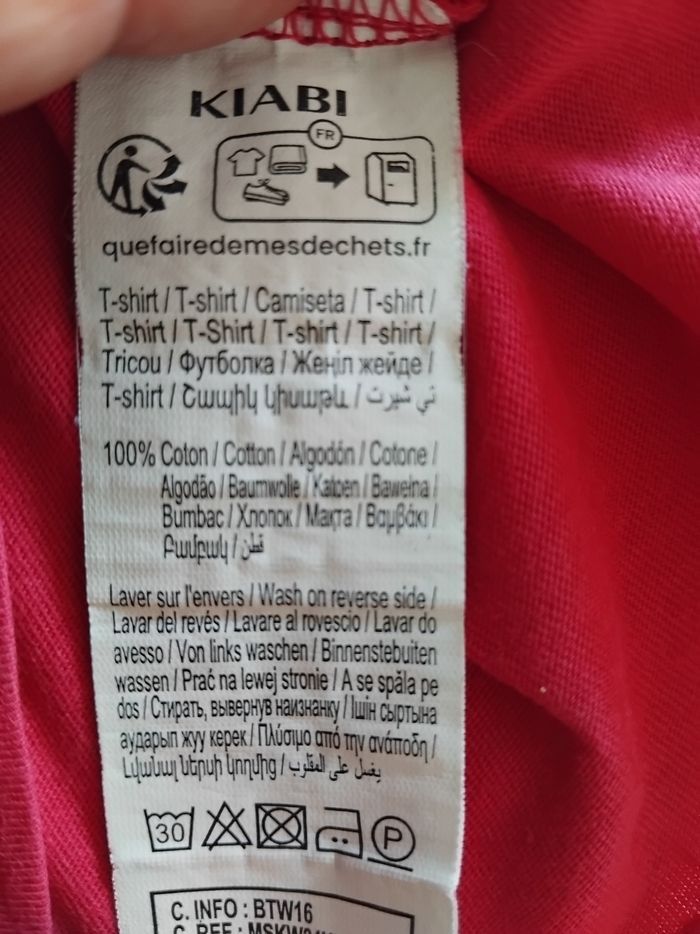 KIABI
FR
quefairedemesdechets.fr
T-shirt / T-shirt / Camiseta / T-shirt /
T-shirt / T-Shirt / T-shirt / T-shirt /
Tricou / Футболка / Жеңіл жейде /
T-shirt / Շապիկ կիսաթև / تي شيرت
100% Coton / Cotton / Algodón / Cotone /
Algodão / Baumwolle / Katoen / Bawełna /
Bumbac / Хлопок / Мақта / Βαμβάκι /
Բամբակ / قطن
Laver sur l'envers / Wash on reverse side /
Lavar del revés / Lavare al rovescio / Lavar do
avesso / Von links waschen / Binnenstebuiten
wassen / Prać na lewej stronie / A se spăla pe
dos / Стирать, вывернув наизнанку / Ішін сыртына
аударып жуу керек / Πλύσιμο από την ανάποδη /
Լվանալ ներսի կողմից / يغسل على المقلوب
30 P
C. INFO : BTW16